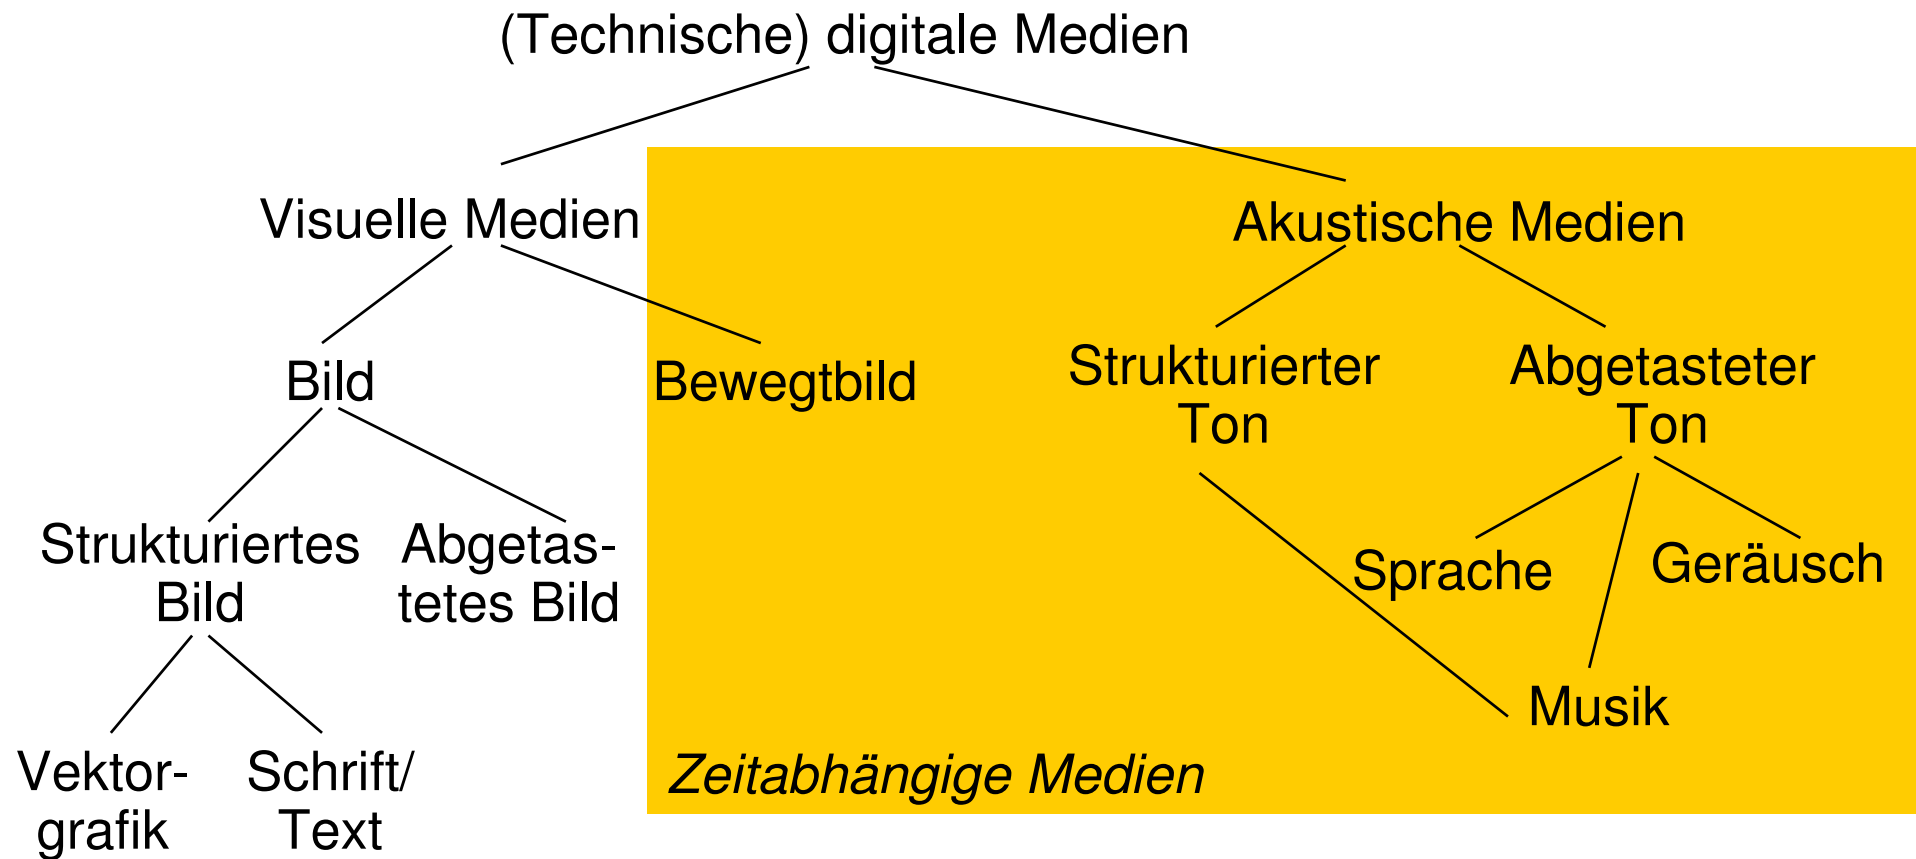 (Technische) digitale Medien
Visuelle Medien
Akustische Medien
Bild
Bewegtbild
Strukturierter
Ton
Abgetasteter
Ton
Strukturiertes
Bild
Abgetas-
tetes Bild
Sprache
Geräusch
Musik
Vektor-
grafik
Schrift/
Text
Zeitabhängige Medien